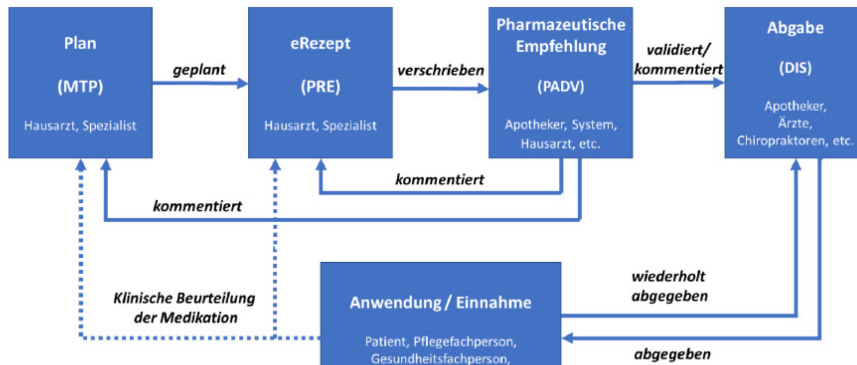 Plan
(MTP)
Hausarzt, Spezialist
geplant
eRezept
(PRE)
Hausarzt, Spezialist
verschrieben
Pharmazeutische
Empfehlung
(PADV)
Apotheker, System,
Hausarzt, etc.
validiert/
kommentiert
Abgabe
(DIS)
Apotheker,
Ärzte,
Chiropraktoren, etc.
kommentiert
kommentiert
Klinische Beurteilung
der Medikation
Anwendung / Einnahme
Patient, Pflegefachperson,
Gesundheitsfachperson,
wiederholt
abgegeben
abgegeben